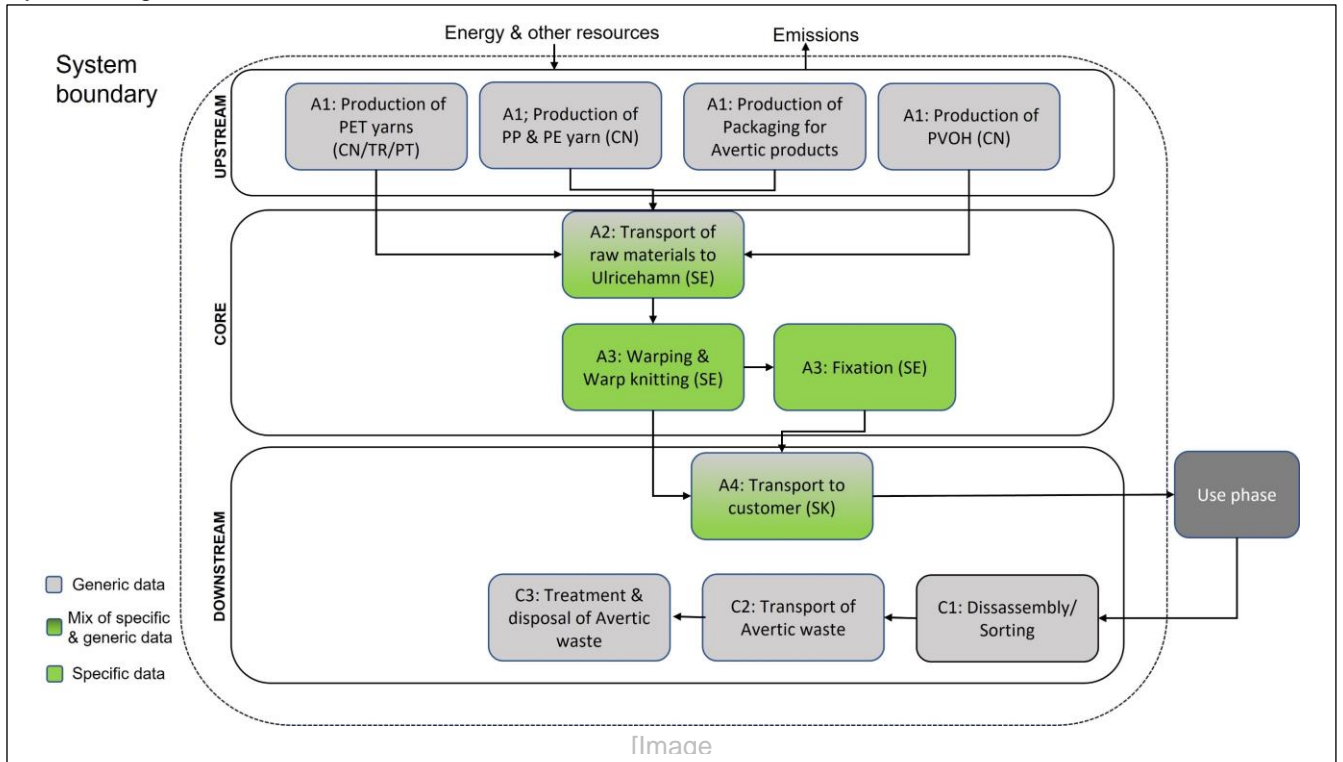 Energy & other resources
Emissions
System
boundary
UPSTREAM
A1: Production of
PET yarns
(CN/TR/PT)
A1; Production of
PP & PE yarn (CN)
A1: Production of
Packaging for
Avertic products
A1: Production of
PVOH (CN)
CORE
A2: Transport of
raw materials to
Ulricehamn (SE)
A3: Warping &
Warp knitting (SE)
A3: Fixation (SE)
DOWNSTREAM
A4: Transport to
customer (SK)
Use phase
C3: Treatment &
disposal of Avertic
waste
C2: Transport of
Avertic waste
C1: Dissassembly/
Sorting
Generic data
Mix of specific
& generic data
Specific data
[Image